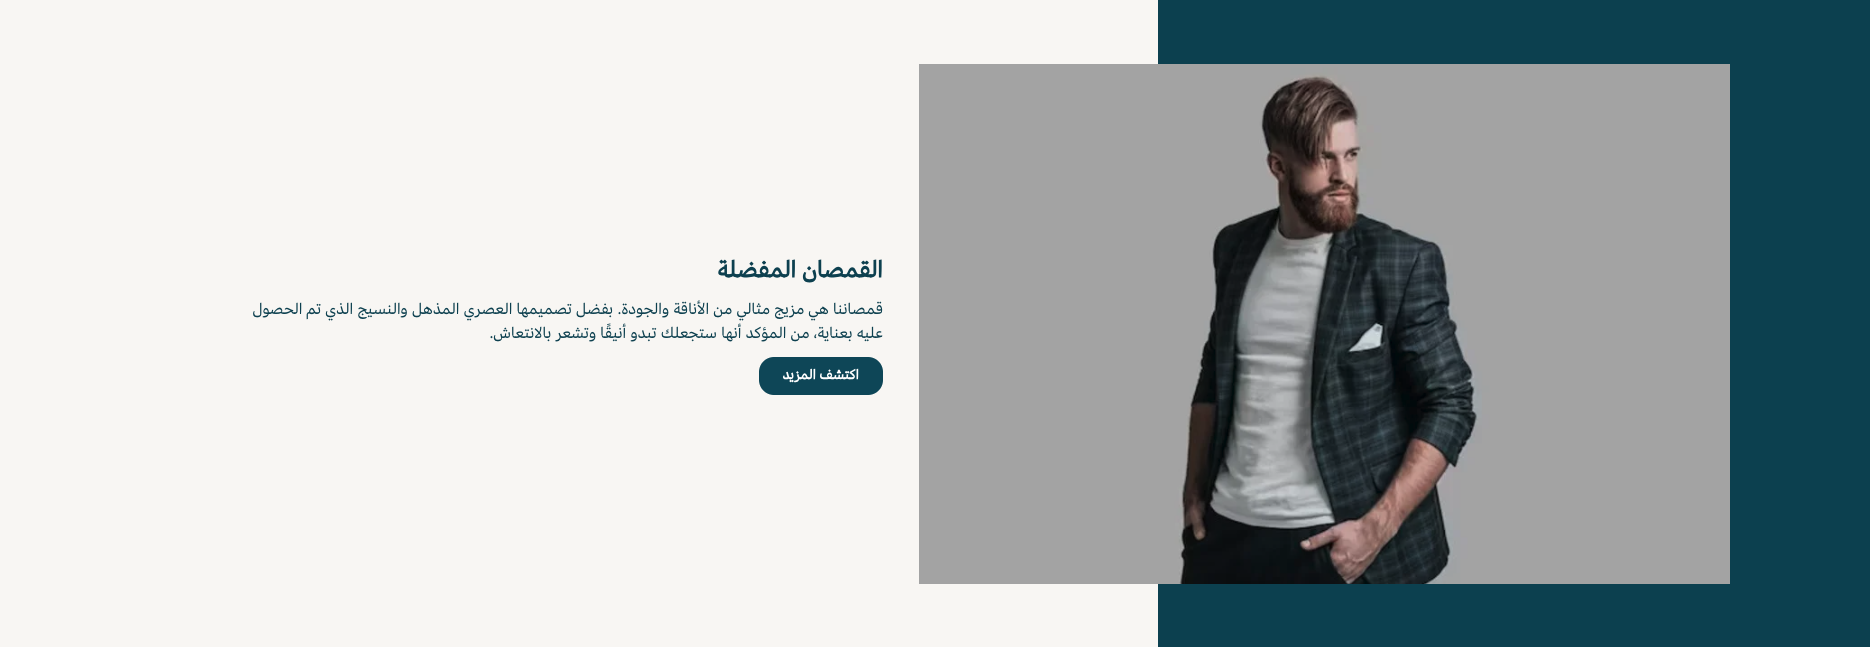 القمصان المفضلة
قمصاننا هي مزيج مثالي من الأناقة والجودة. بفضل تصميمها العصري المذهل والنسيج الذي تم الحصول
عليه بعناية، من المؤكد أنها ستجعلك تبدو أنيقًا وتشعر بالانتعاش.
اكتشف المزيد